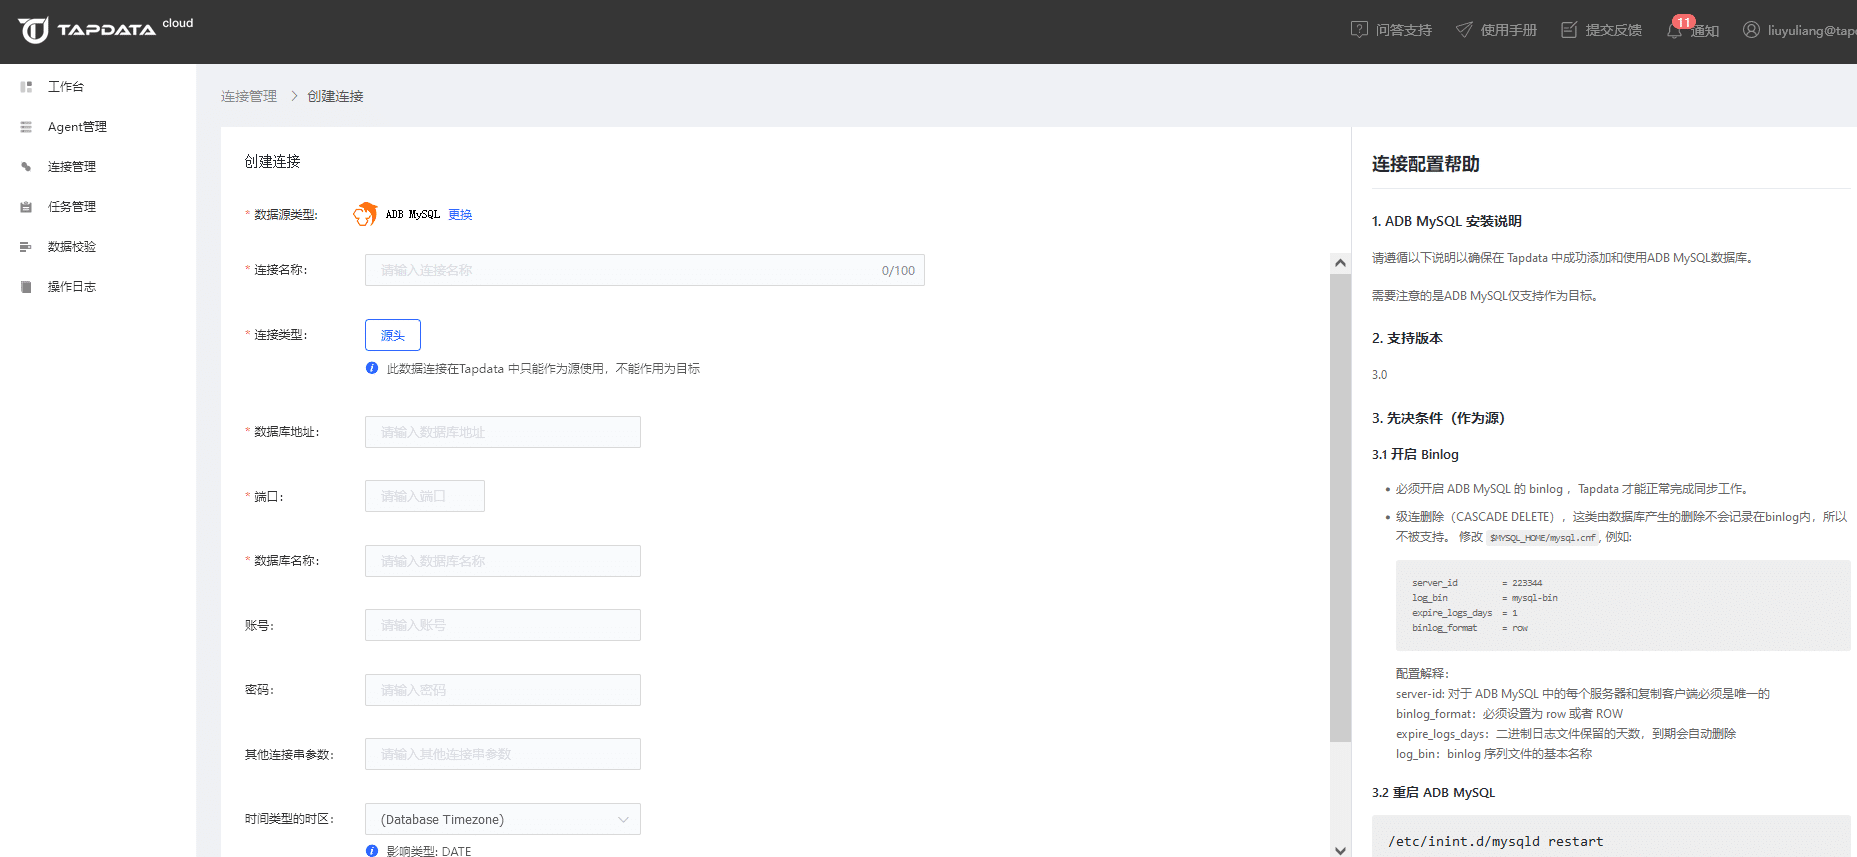 TAPDATA cloud
问答支持
使用手册
提交反馈
11
通知
liuyuliang@tap
工作台
Agent管理
连接管理
任务管理
数据校验
操作日志
连接管理 > 创建连接
创建连接
* 数据源类型: ADB MySQL 更换
* 连接名称: 请输入连接名称 0/100
* 连接类型: 源头
此数据连接在Tapdata 中只能作为源使用，不能作用为目标
* 数据库地址: 请输入数据库地址
* 端口: 请输入端口
* 数据库名称: 请输入数据库名称
账号: 请输入账号
密码: 请输入密码
其他连接串参数: 请输入其他连接串参数
时间类型的时区: (Database Timezone)
影响类型: DATE
连接配置帮助
1. ADB MySQL 安装说明
请遵循以下说明以确保在 Tapdata 中成功添加和使用ADB MySQL数据库。
需要注意的是ADB MySQL仅支持作为目标。
2. 支持版本
3.0
3. 先决条件（作为源）
3.1 开启 Binlog
• 必须开启 ADB MySQL 的 binlog ，Tapdata 才能正常完成同步工作。
• 级连删除（CASCADE DELETE），这类由数据库产生的删除不会记录在binlog内，所以
不被支持。 修改 $MYSQL_HOME/mysql.cnf , 例如:
server_id = 223344
log_bin = mysql-bin
expire_logs_days = 1
binlog_format = row
配置解释：
server-id: 对于 ADB MySQL 中的每个服务器和复制客户端必须是唯一的
binlog_format：必须设置为 row 或者 ROW
expire_logs_days：二进制日志文件保留的天数，到期会自动删除
log_bin：binlog 序列文件的基本名称
3.2 重启 ADB MySQL
/etc/inint.d/mysqld restart